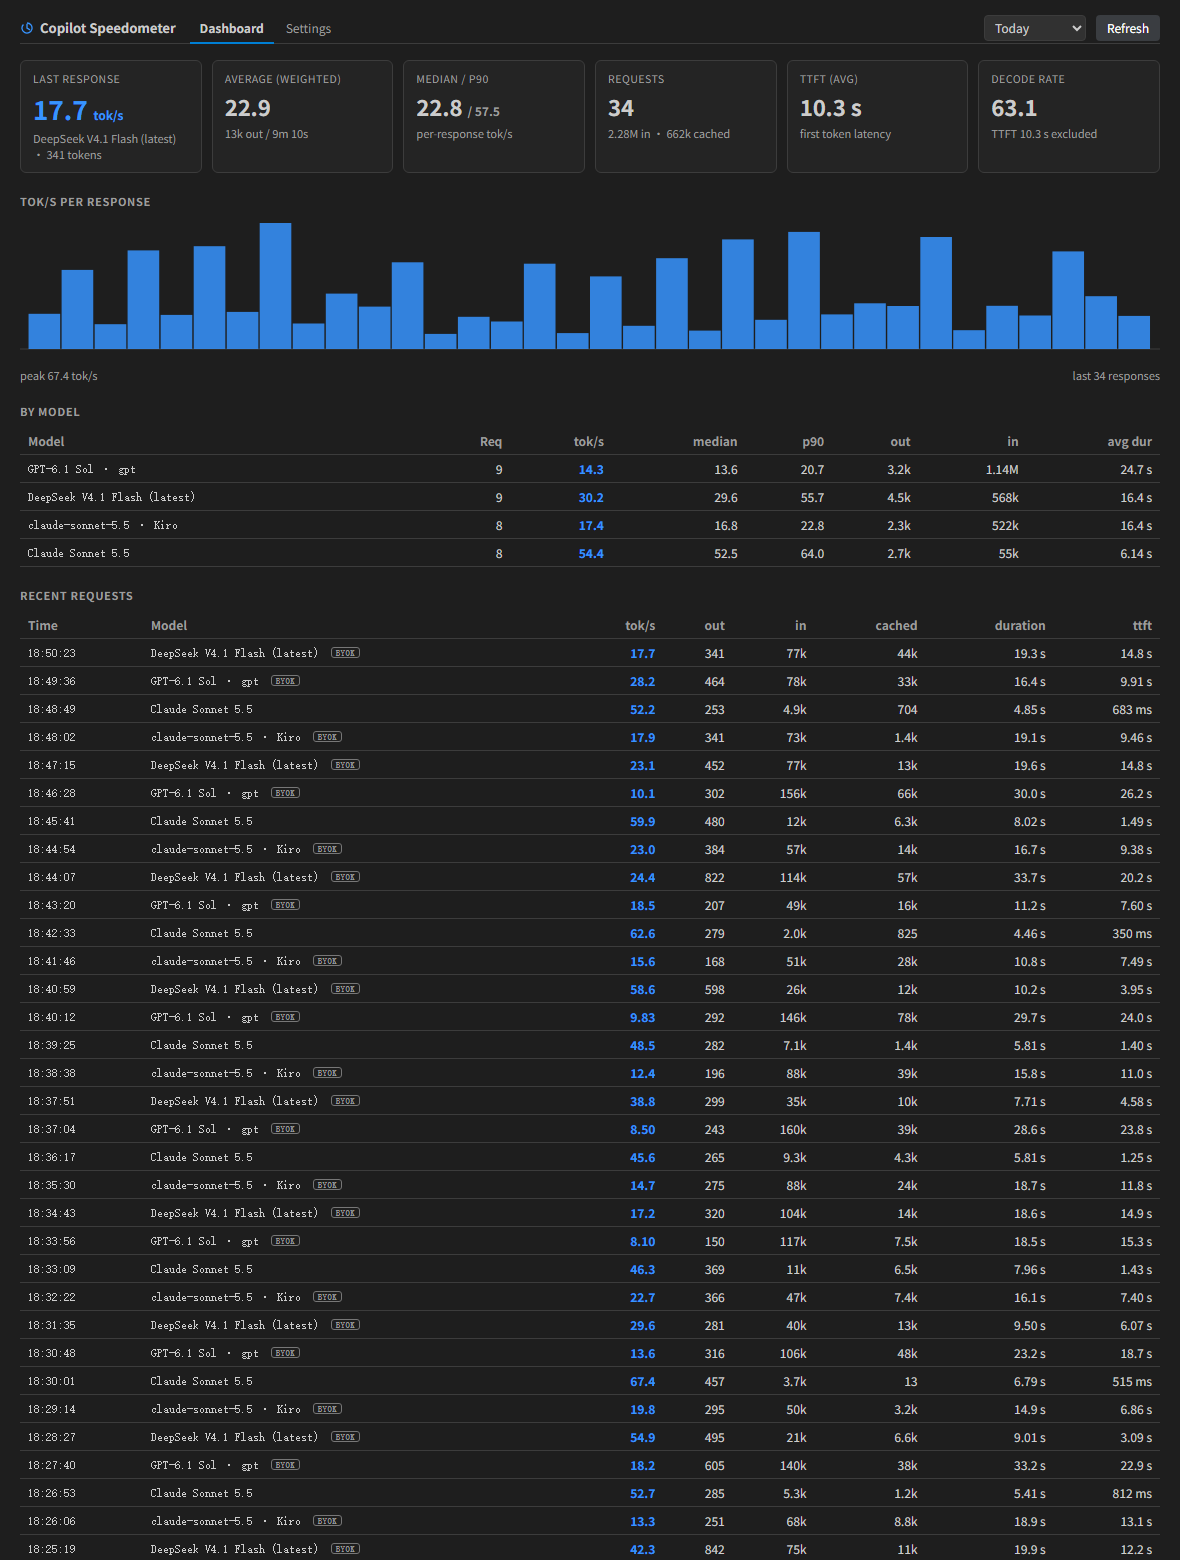 Copilot Speedometer Dashboard Settings Today Refresh
LAST RESPONSE
17.7 tok/s
DeepSeek V4.1 Flash (latest)
• 341 tokens
AVERAGE (WEIGHTED)
22.9
13k out / 9m 10s
MEDIAN / P90
22.8 / 57.5
per-response tok/s
REQUESTS
34
2.28M in • 662k cached
TTFT (AVG)
10.3 s
first token latency
DECODE RATE
63.1
TTFT 10.3 s excluded
TOK/S PER RESPONSE
peak 67.4 tok/s last 34 responses
BY MODEL
Model Req tok/s median p90 out in avg dur
GPT-6.1 Sol · gpt 9 14.3 13.6 20.7 3.2k 1.14M 24.7 s
DeepSeek V4.1 Flash (latest) 9 30.2 29.6 55.7 4.5k 568k 16.4 s
claude-sonnet-5.5 · Kiro 8 17.4 16.8 22.8 2.3k 522k 16.4 s
Claude Sonnet 5.5 8 54.4 52.5 64.0 2.7k 55k 6.14 s
RECENT REQUESTS
Time Model tok/s out in cached duration ttft
18:50:23 DeepSeek V4.1 Flash (latest) BYOK 17.7 341 77k 44k 19.3 s 14.8 s
18:49:36 GPT-6.1 Sol · gpt BYOK 28.2 464 78k 33k 16.4 s 9.91 s
18:48:49 Claude Sonnet 5.5 52.2 253 4.9k 704 4.85 s 683 ms
18:48:02 claude-sonnet-5.5 · Kiro BYOK 17.9 341 73k 1.4k 19.1 s 9.46 s
18:47:15 DeepSeek V4.1 Flash (latest) BYOK 23.1 452 77k 13k 19.6 s 14.8 s
18:46:28 GPT-6.1 Sol · gpt BYOK 10.1 302 156k 66k 30.0 s 26.2 s
18:45:41 Claude Sonnet 5.5 59.9 480 12k 6.3k 8.02 s 1.49 s
18:44:54 claude-sonnet-5.5 · Kiro BYOK 23.0 384 57k 14k 16.7 s 9.38 s
18:44:07 DeepSeek V4.1 Flash (latest) BYOK 24.4 822 114k 57k 33.7 s 20.2 s
18:43:20 GPT-6.1 Sol · gpt BYOK 18.5 207 49k 16k 11.2 s 7.60 s
18:42:33 Claude Sonnet 5.5 62.6 279 2.0k 825 4.46 s 350 ms
18:41:46 claude-sonnet-5.5 · Kiro BYOK 15.6 168 51k 28k 10.8 s 7.49 s
18:40:59 DeepSeek V4.1 Flash (latest) BYOK 58.6 598 26k 12k 10.2 s 3.95 s
18:40:12 GPT-6.1 Sol · gpt BYOK 9.83 292 146k 78k 29.7 s 24.0 s
18:39:25 Claude Sonnet 5.5 48.5 282 7.1k 1.4k 5.81 s 1.40 s
18:38:38 claude-sonnet-5.5 · Kiro BYOK 12.4 196 88k 39k 15.8 s 11.0 s
18:37:51 DeepSeek V4.1 Flash (latest) BYOK 38.8 299 35k 10k 7.71 s 4.58 s
18:37:04 GPT-6.1 Sol · gpt BYOK 8.50 243 160k 39k 28.6 s 23.8 s
18:36:17 Claude Sonnet 5.5 45.6 265 9.3k 4.3k 5.81 s 1.25 s
18:35:30 claude-sonnet-5.5 · Kiro BYOK 14.7 275 88k 24k 18.7 s 11.8 s
18:34:43 DeepSeek V4.1 Flash (latest) BYOK 17.2 320 104k 14k 18.6 s 14.9 s
18:33:56 GPT-6.1 Sol · gpt BYOK 8.10 150 117k 7.5k 18.5 s 15.3 s
18:33:09 Claude Sonnet 5.5 46.3 369 11k 6.5k 7.96 s 1.43 s
18:32:22 claude-sonnet-5.5 · Kiro BYOK 22.7 366 47k 7.4k 16.1 s 7.40 s
18:31:35 DeepSeek V4.1 Flash (latest) BYOK 29.6 281 40k 13k 9.50 s 6.07 s
18:30:48 GPT-6.1 Sol · gpt BYOK 13.6 316 106k 48k 23.2 s 18.7 s
18:30:01 Claude Sonnet 5.5 67.4 457 3.7k 13 6.79 s 515 ms
18:29:14 claude-sonnet-5.5 · Kiro BYOK 19.8 295 50k 3.2k 14.9 s 6.86 s
18:28:27 DeepSeek V4.1 Flash (latest) BYOK 54.9 495 21k 6.6k 9.01 s 3.09 s
18:27:40 GPT-6.1 Sol · gpt BYOK 18.2 605 140k 38k 33.2 s 22.9 s
18:26:53 Claude Sonnet 5.5 52.7 285 5.3k 1.2k 5.41 s 812 ms
18:26:06 claude-sonnet-5.5 · Kiro BYOK 13.3 251 68k 8.8k 18.9 s 13.1 s
18:25:19 DeepSeek V4.1 Flash (latest) BYOK 42.3 842 75k 11k 19.9 s 12.2 s